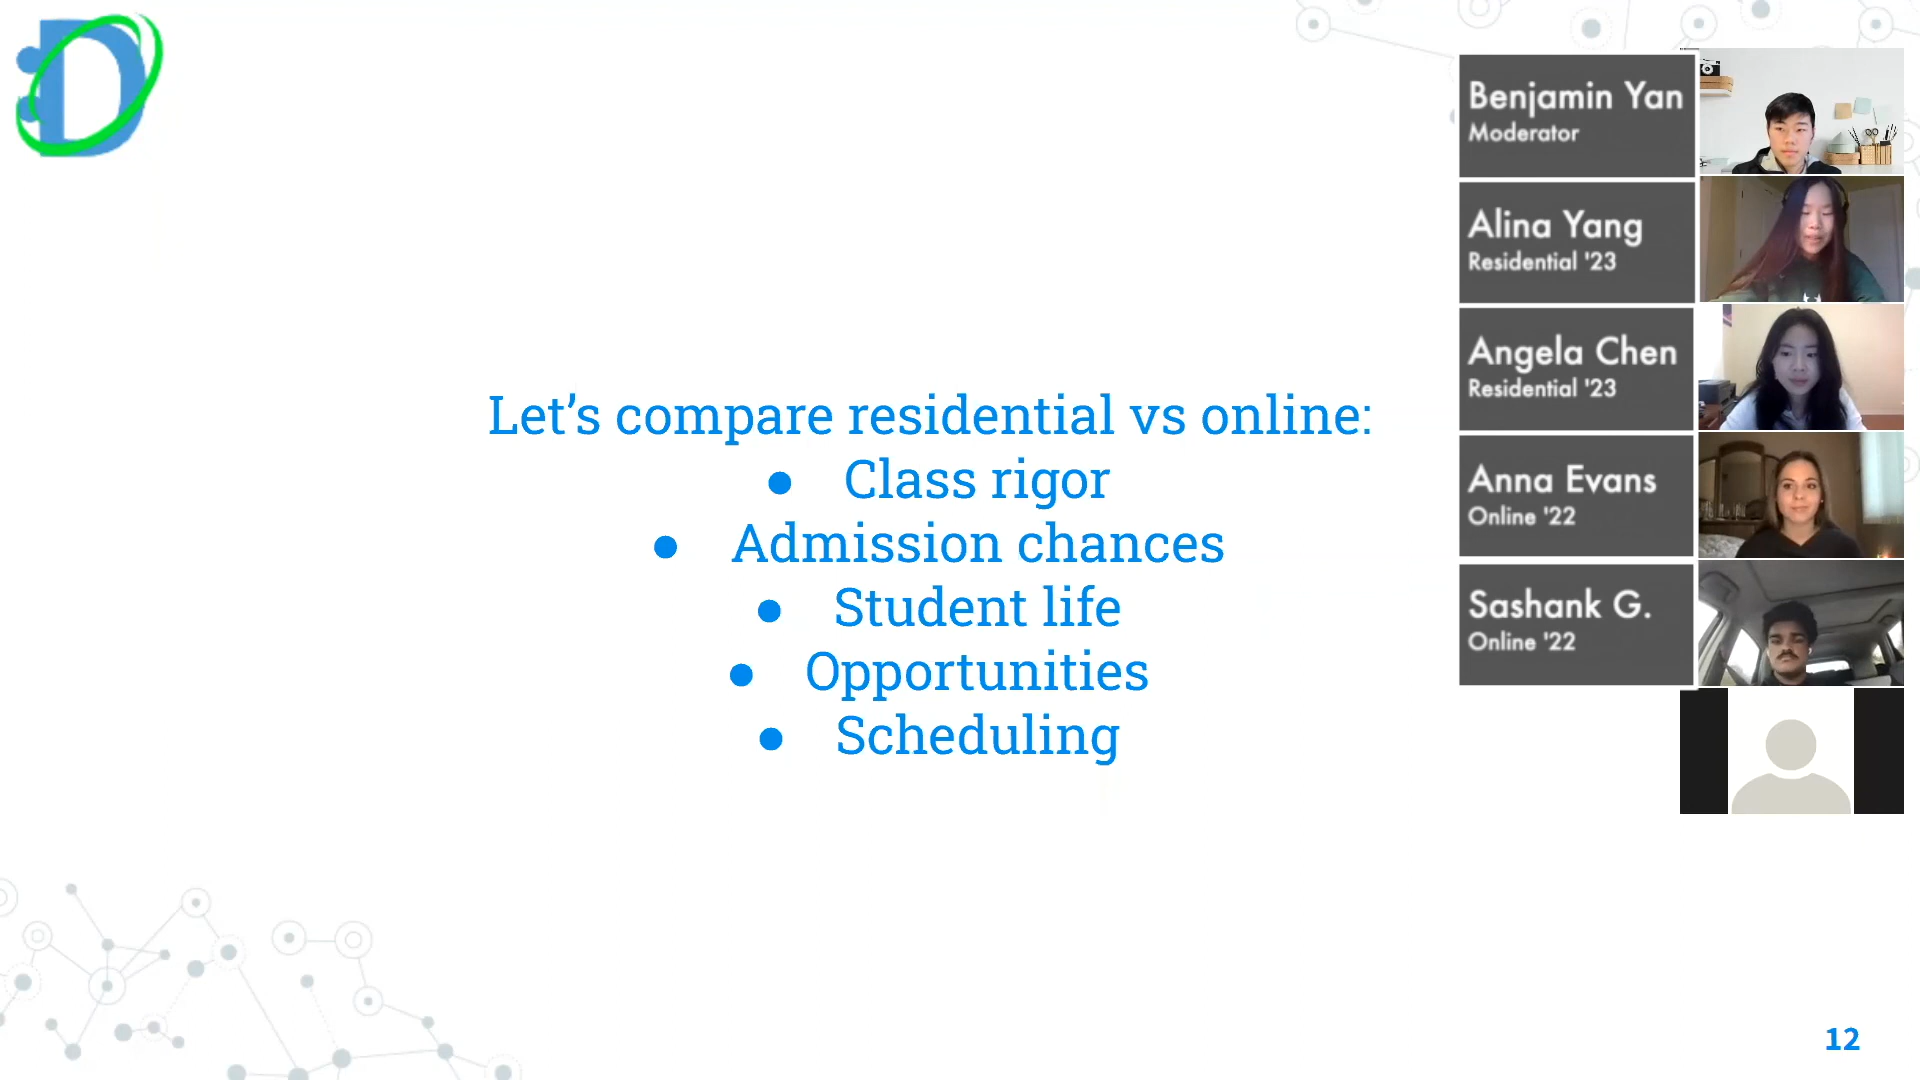 D
Let’s compare residential vs online:
● Class rigor
● Admission chances
● Student life
● Opportunities
● Scheduling
Benjamin Yan
Moderator
Alina Yang
Residential '23
Angela Chen
Residential '23
Anna Evans
Online '22
Sashank G.
Online '22
12